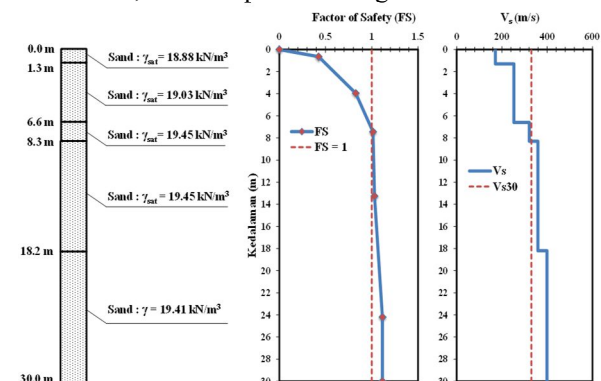 0.0 m
1.3 m
6.6 m
8.3 m
18.2 m
30.0 m
Sand : γsat = 18.88 kN/m³
Sand : γsat = 19.03 kN/m³
Sand : γsat = 19.45 kN/m³
Sand : γsat = 19.45 kN/m³
Sand : γ = 19.41 kN/m³
Factor of Safety (FS)
0 0.5 1 1.5
Kedalaman (m)
0
2
4
6
8
10
12
14
16
18
20
22
24
26
28
30
FS
FS = 1
Vs (m/s)
0 200 400 600
0
2
4
6
8
10
12
14
16
18
20
22
24
26
28
30
Vs
Vs30